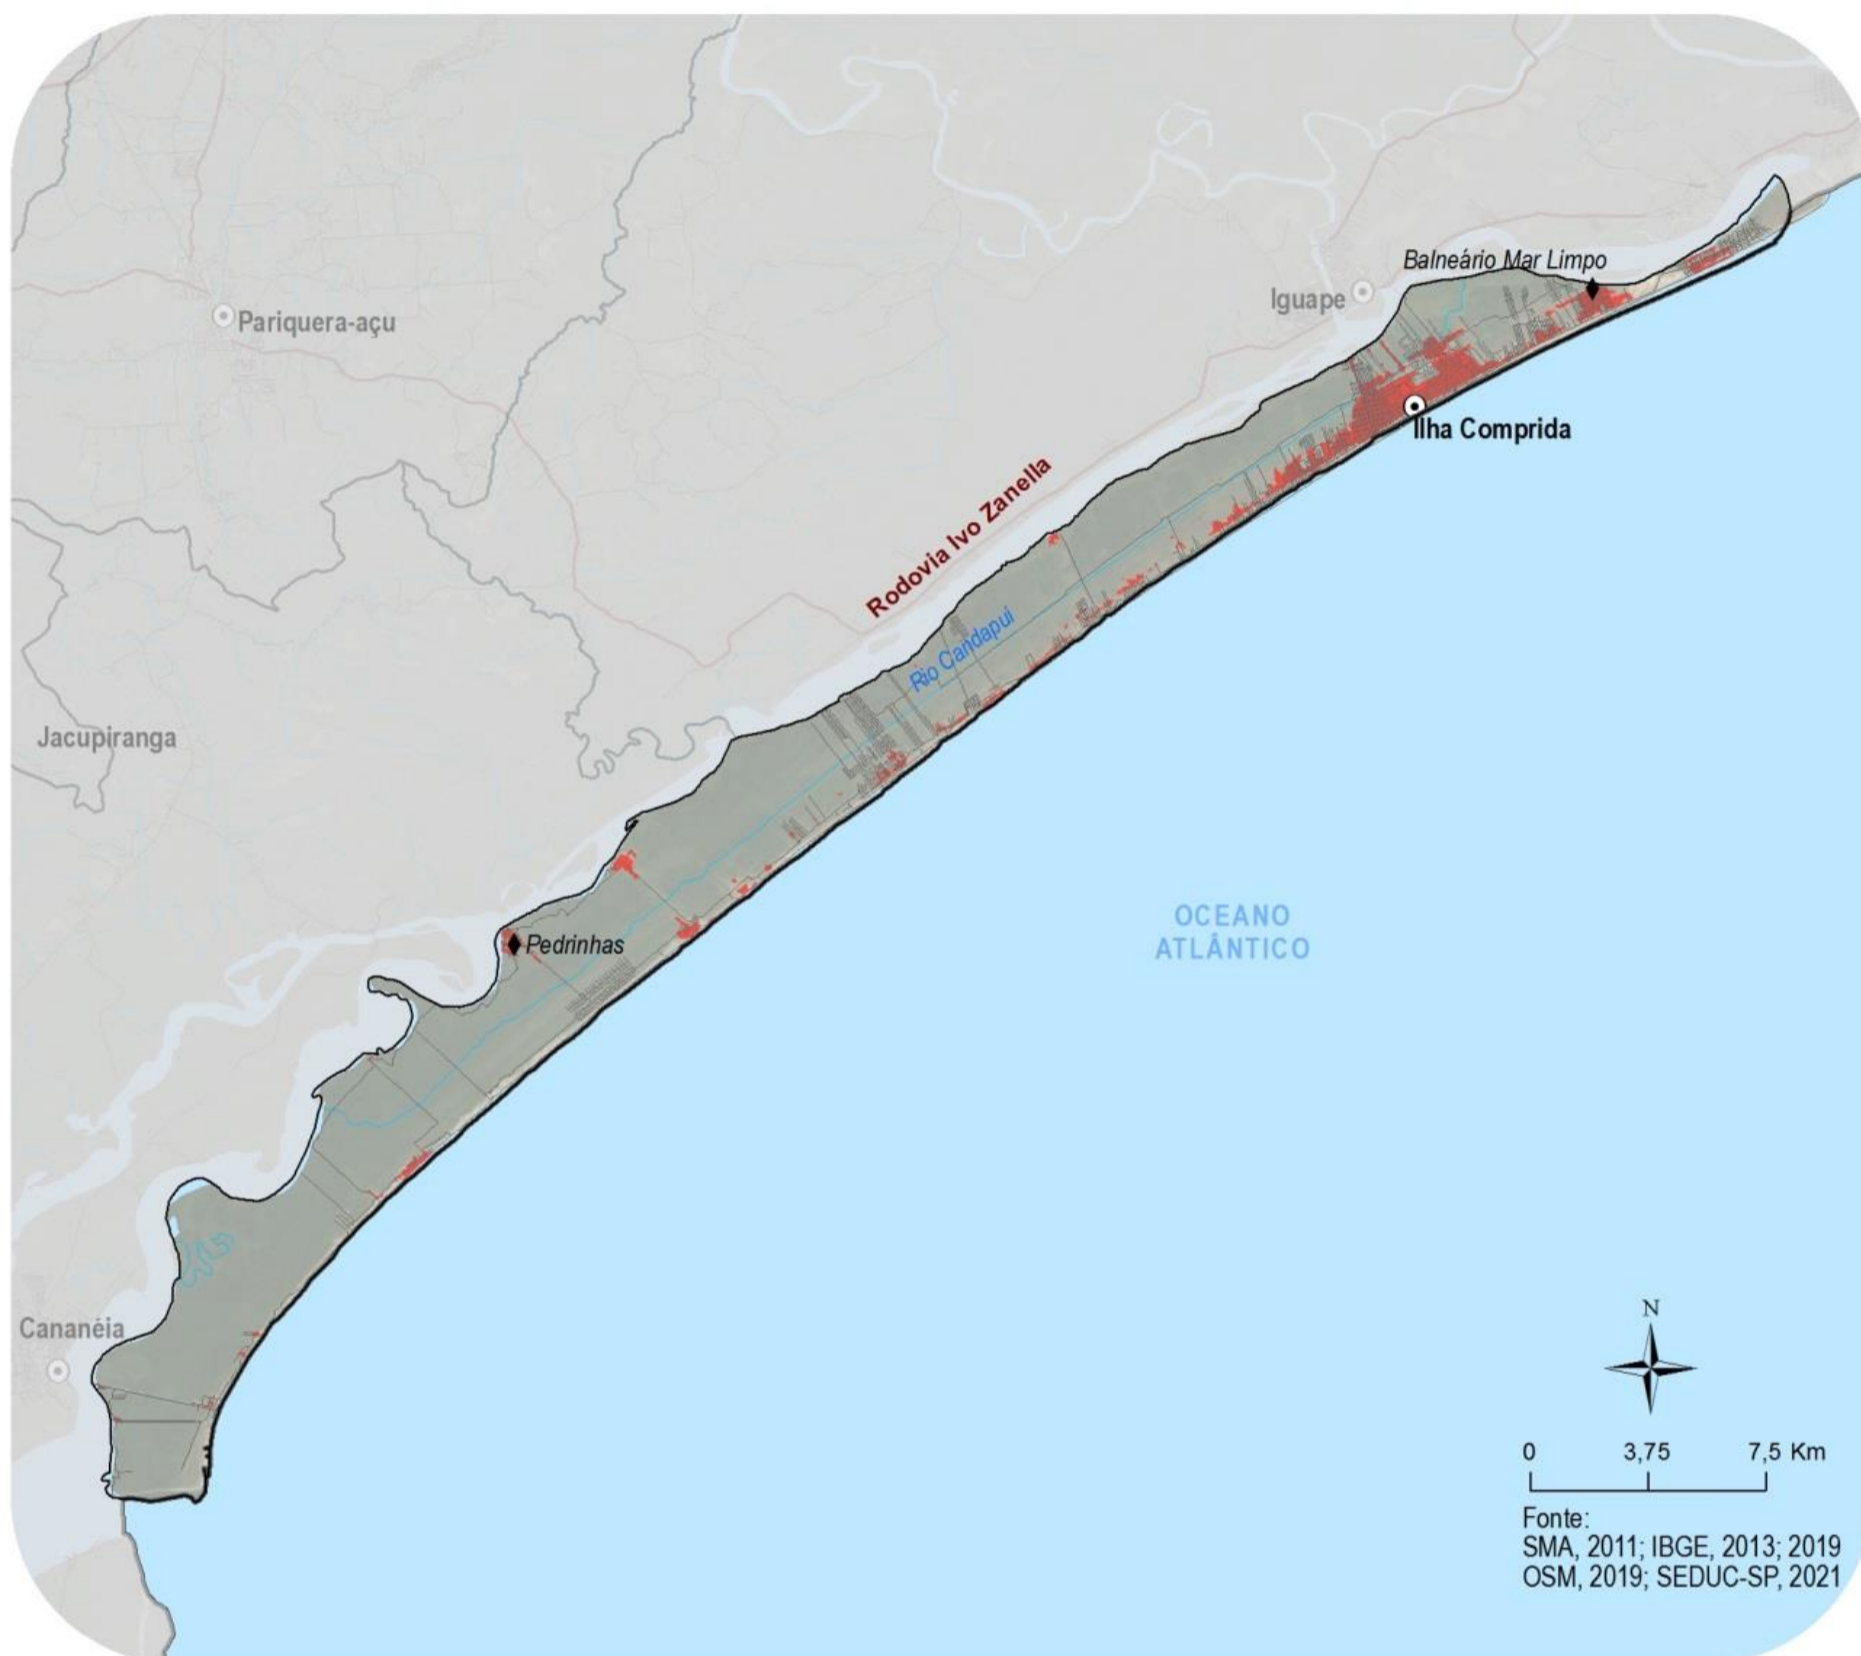 Balneário Mar Limpo
Iguape
Pariquera-açu
Ilha Comprida
Rodovia Ivo Zanella
Rio Candapuí
Jacupiranga
OCEANO
ATLÂNTICO
Pedrinhas
Cananéia
N
0 3,75 7,5 Km
Fonte:
SMA, 2011; IBGE, 2013; 2019
OSM, 2019; SEDUC-SP, 2021